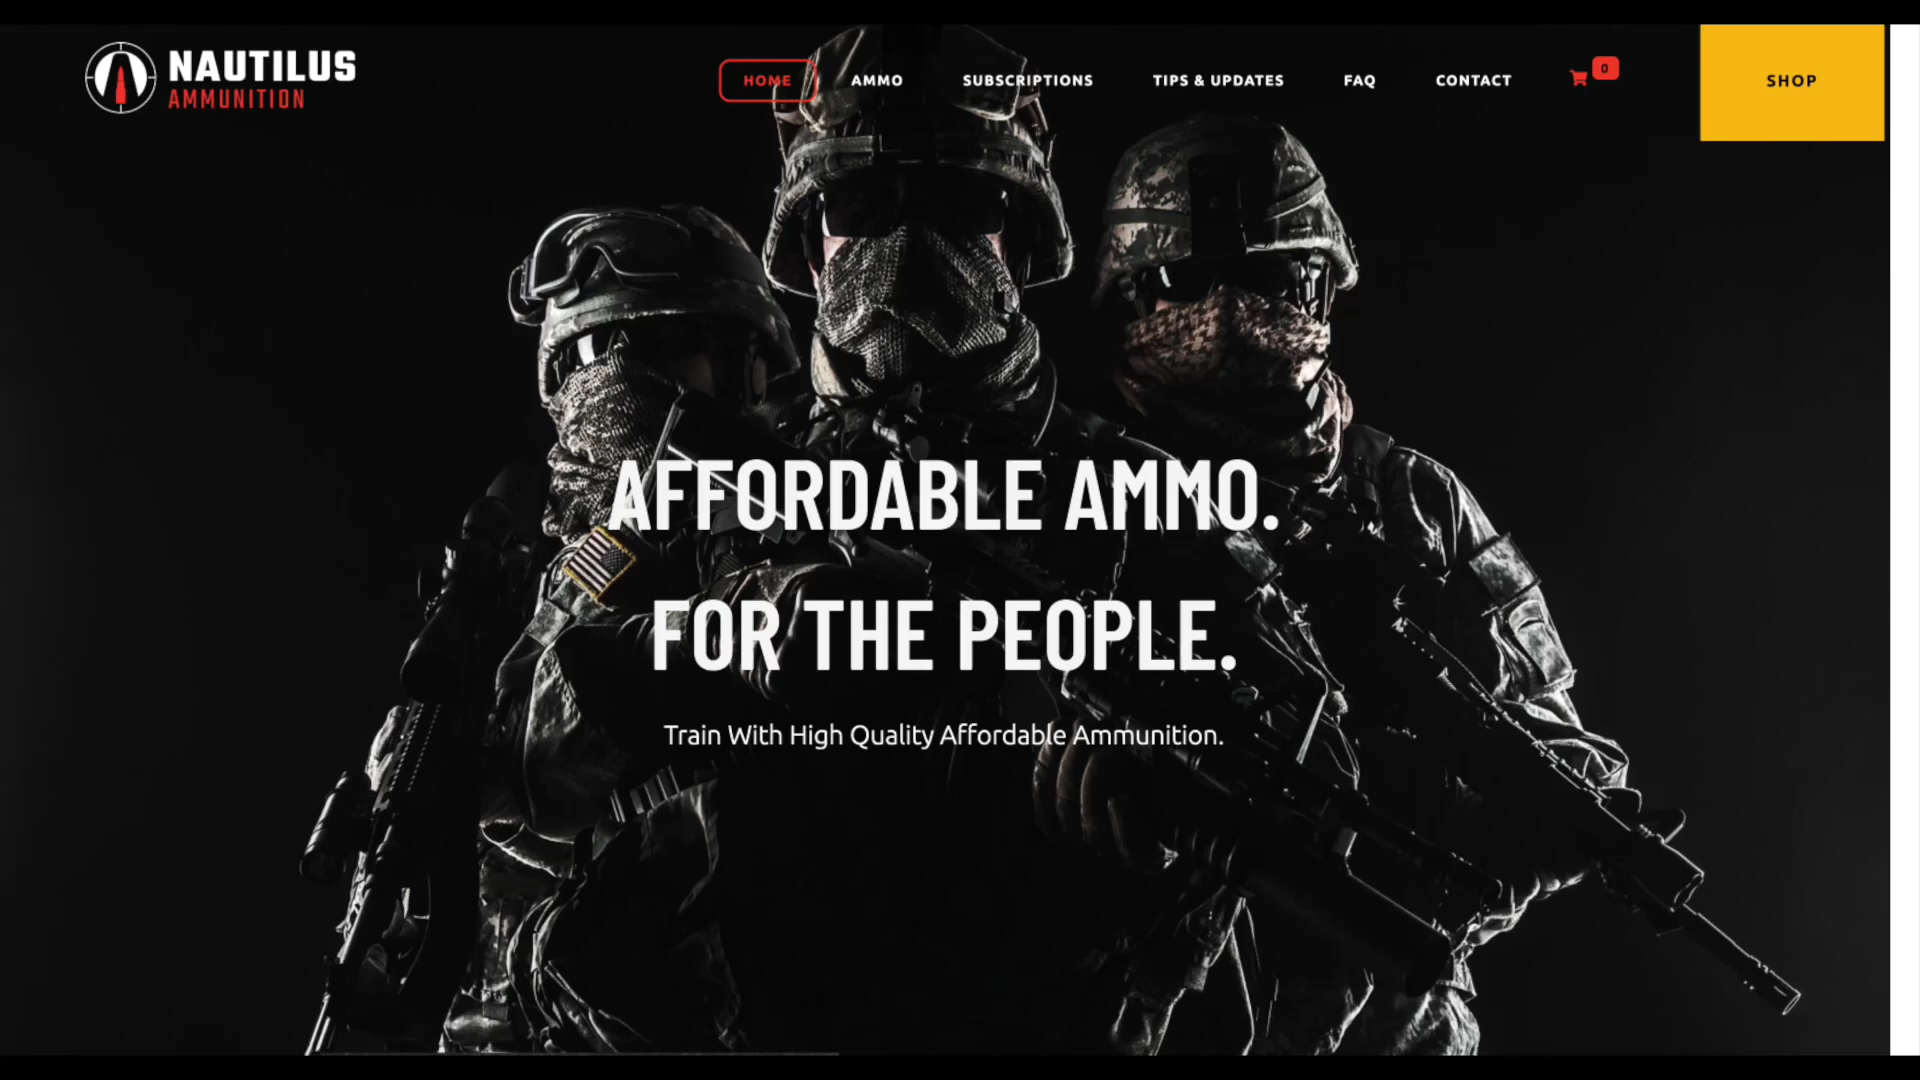 NAUTILUS
AMMUNITION
HOME
AMMO
SUBSCRIPTIONS
TIPS & UPDATES
FAQ
CONTACT
0
SHOP
AFFORDABLE AMMO.
FOR THE PEOPLE.
Train With High Quality Affordable Ammunition.